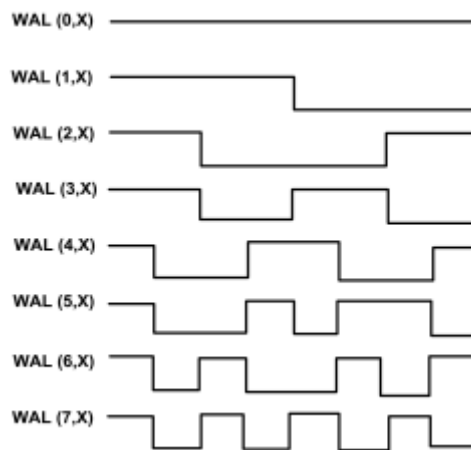 WAL (0,X)
WAL (1,X)
WAL (2,X)
WAL (3,X)
WAL (4,X)
WAL (5,X)
WAL (6,X)
WAL (7,X)